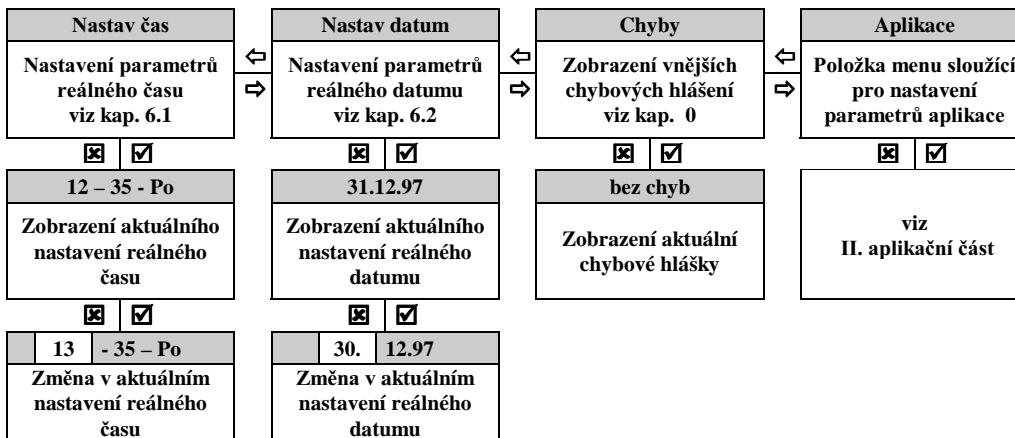 Nastav čas
Nastavení parametrů
reálného času
viz kap. 6.1
Nastav datum
Nastavení parametrů
reálného datumu
viz kap. 6.2
Chyby
Zobrazení vnějších
chybových hlášení
viz kap. 0
Aplikace
Položka menu sloužící
pro nastavení
parametrů aplikace
12 – 35 - Po
Zobrazení aktuálního
nastavení reálného
času
31.12.97
Zobrazení aktuálního
nastavení reálného
datumu
bez chyb
Zobrazení aktuální
chybové hlášky
viz
II. aplikační část
13 - 35 – Po
Změna v aktuálním
nastavení reálného
času
30. 12.97
Změna v aktuálním
nastavení reálného
datumu